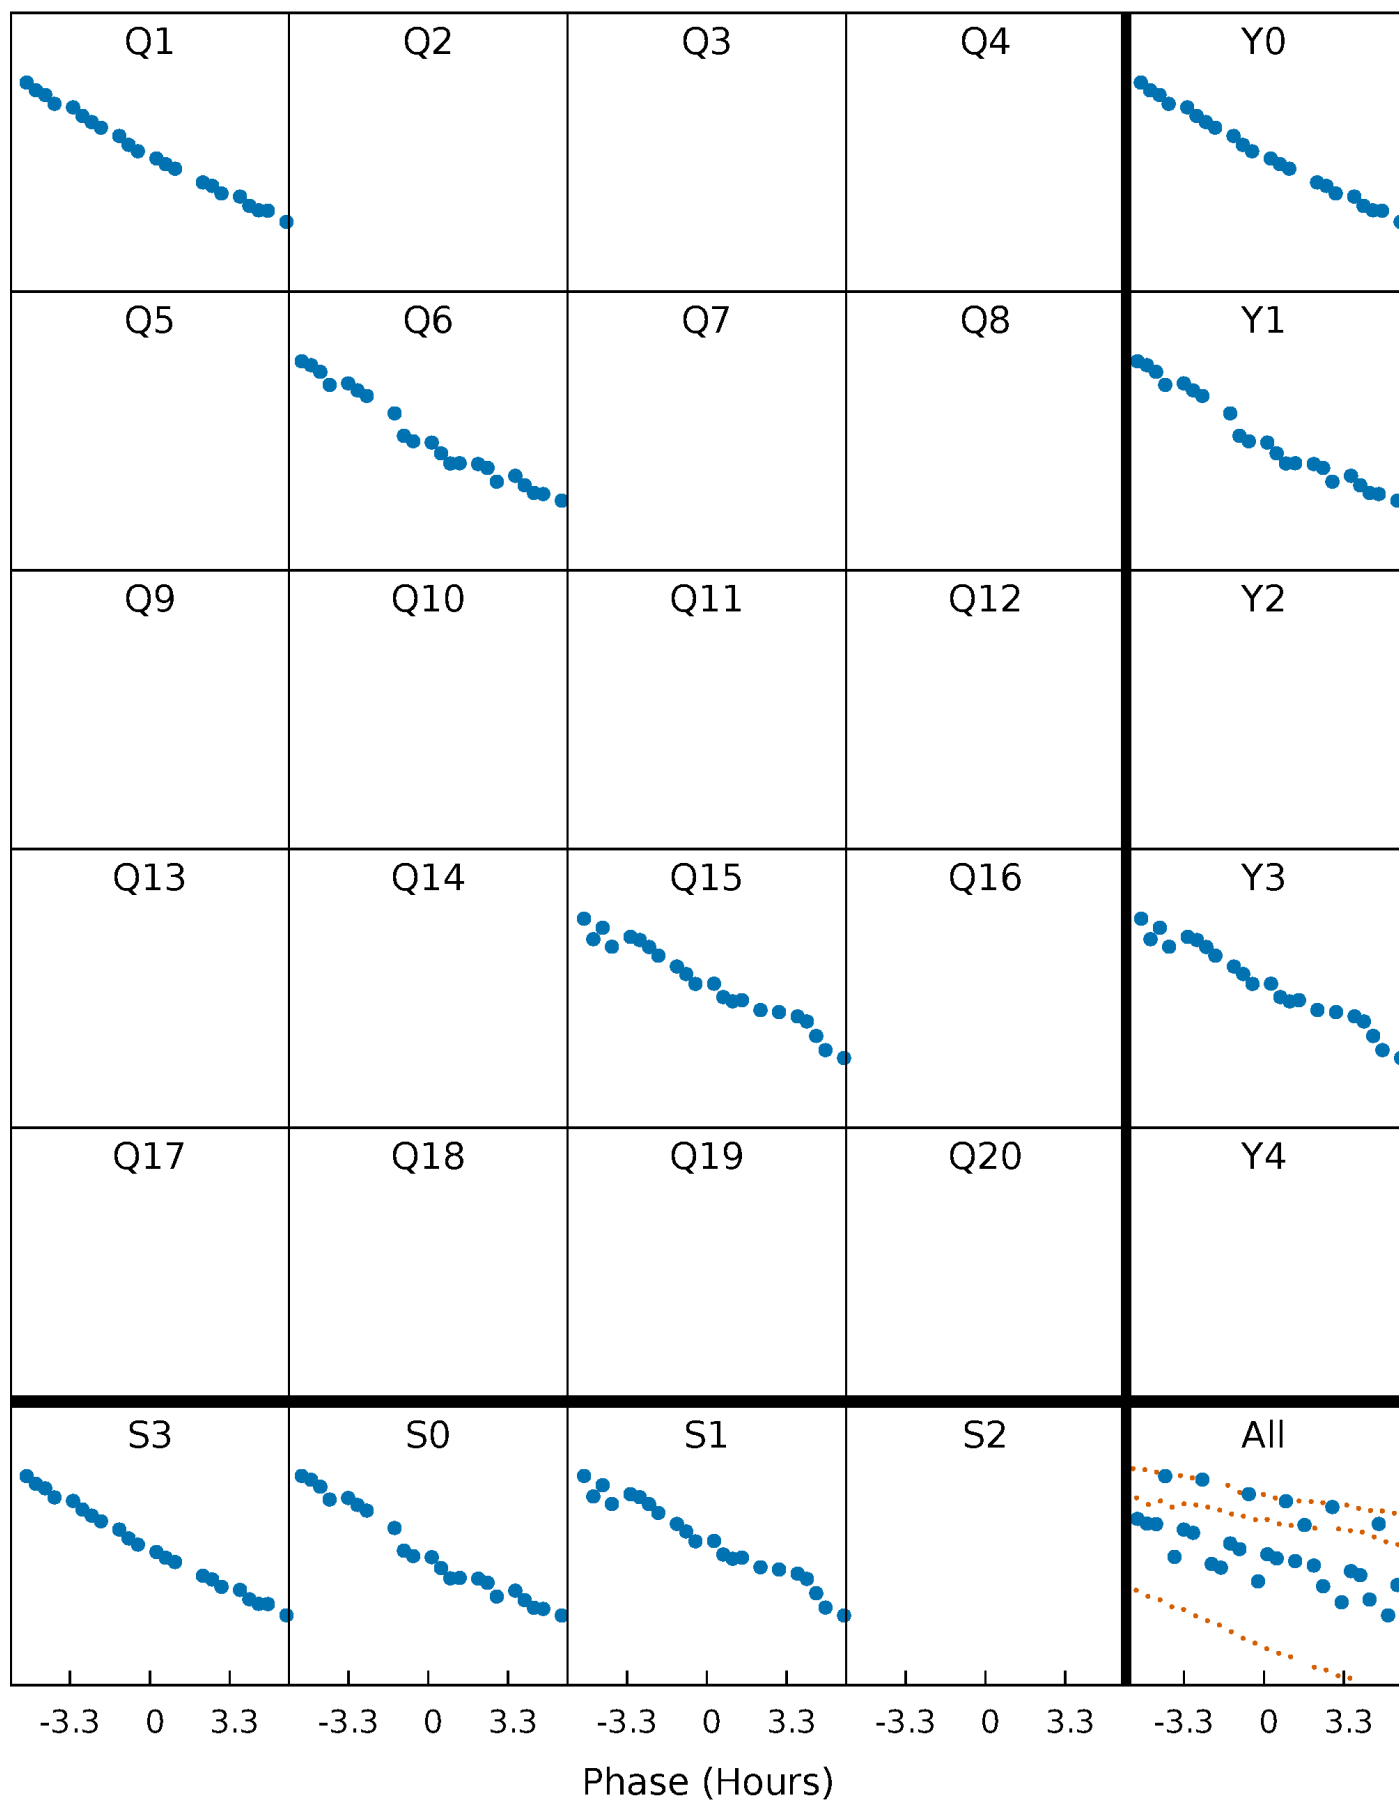 Q1 Q2 Q3 Q4 Y0
Q5 Q6 Q7 Q8 Y1
Q9 Q10 Q11 Q12 Y2
Q13 Q14 Q15 Q16 Y3
Q17 Q18 Q19 Q20 Y4
S3 S0 S1 S2 All
-3.3 0 3.3 -3.3 0 3.3 -3.3 0 3.3 -3.3 0 3.3 -3.3 0 3.3
Phase (Hours)